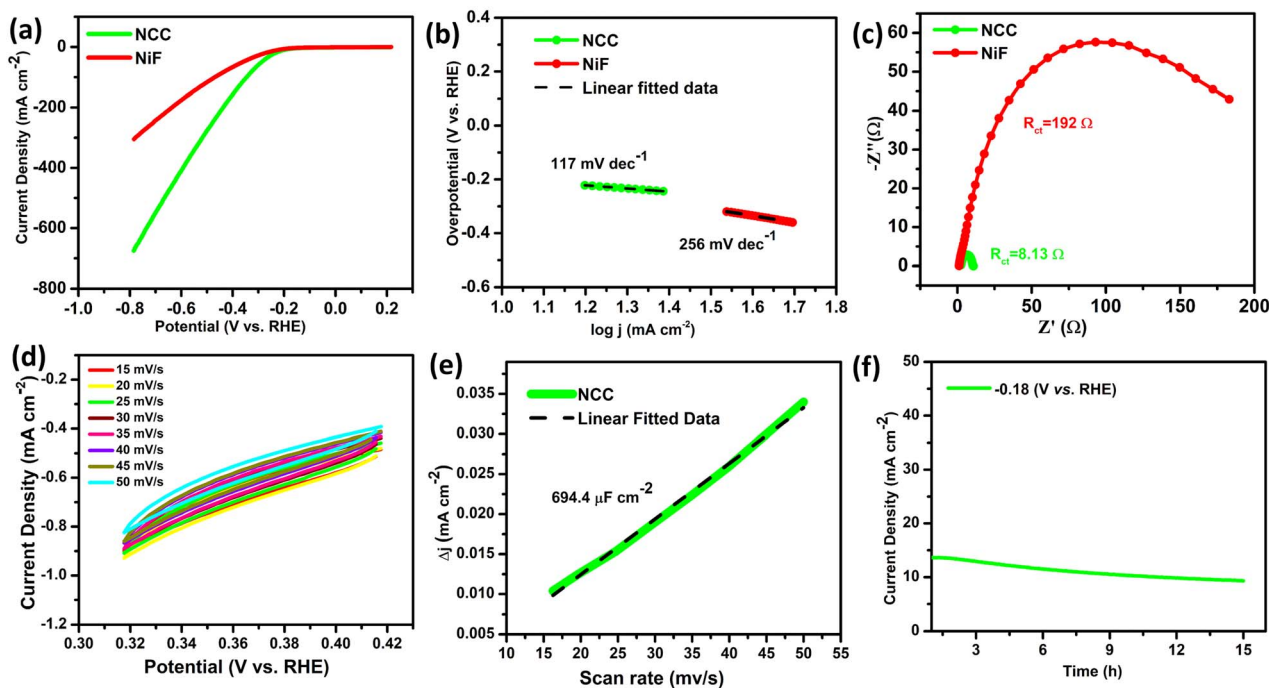 (a)
NCC
NiF
0
-200
-400
-600
-800
-1.0 -0.8 -0.6 -0.4 -0.2 0.0 0.2
Current Density (mA cm-2)
Potential (V vs. RHE)
(b)
NCC
NiF
Linear fitted data
0.4
0.2
0.0
-0.2
-0.4
-0.6
117 mV dec-1
256 mV dec-1
1.0 1.1 1.2 1.3 1.4 1.5 1.6 1.7 1.8
Overpotential (V vs. RHE)
log j (mA cm-2)
(c)
NCC
NiF
60
50
40
30
20
10
0
Rct=192 Ω
Rct=8.13 Ω
0 50 100 150 200
-Z''(Ω)
Z' (Ω)
(d)
15 mV/s
20 mV/s
25 mV/s
30 mV/s
35 mV/s
40 mV/s
45 mV/s
50 mV/s
-0.2
-0.4
-0.6
-0.8
-1.0
-1.2
0.30 0.32 0.34 0.36 0.38 0.40 0.42
Current Density (mA cm-2)
Potential (V vs. RHE)
(e)
NCC
Linear Fitted Data
0.040
0.035
0.030
0.025
0.020
0.015
0.010
0.005
0.000
694.4 μF cm-2
10 15 20 25 30 35 40 45 50 55
Δj (mA cm-2)
Scan rate (mv/s)
(f)
-0.18 (V vs. RHE)
50
40
30
20
10
0
3 6 9 12 15
Current Density (mA cm-2)
Time (h)